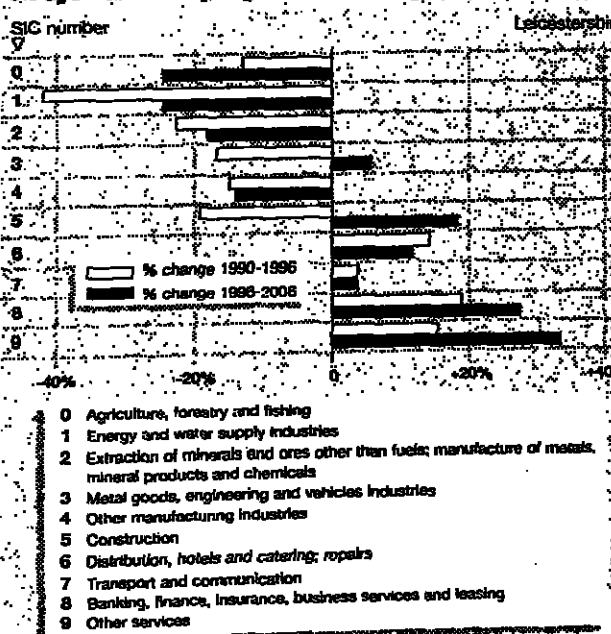 SIC number
Leicestershi
0
1
2
3
4
5
6
7
8
9
% change 1990-1996
% change 1996-2006
-40%
-20%
0
+20%
+40
0 Agriculture, forestry and fishing
1 Energy and water supply industries
2 Extraction of minerals and ores other than fuels; manufacture of metals,
mineral products and chemicals
3 Metal goods, engineering and vehicles industries
4 Other manufacturing industries
5 Construction
6 Distribution, hotels and catering; repairs
7 Transport and communication
8 Banking, finance, insurance, business services and leasing
9 Other services